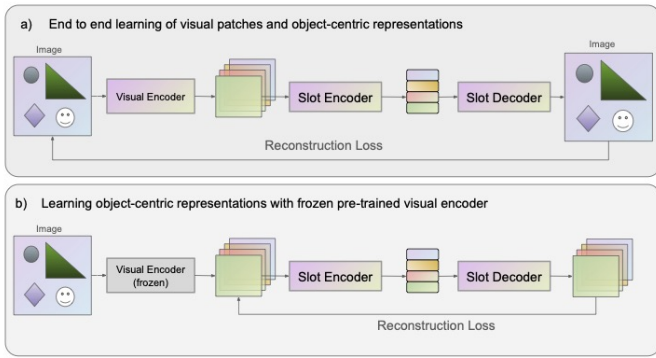 a) End to end learning of visual patches and object-centric representations
Image
Image
Visual Encoder
Slot Encoder
Slot Decoder
Reconstruction Loss
b) Learning object-centric representations with frozen pre-trained visual encoder
Image
Visual Encoder
(frozen)
Slot Encoder
Slot Decoder
Reconstruction Loss